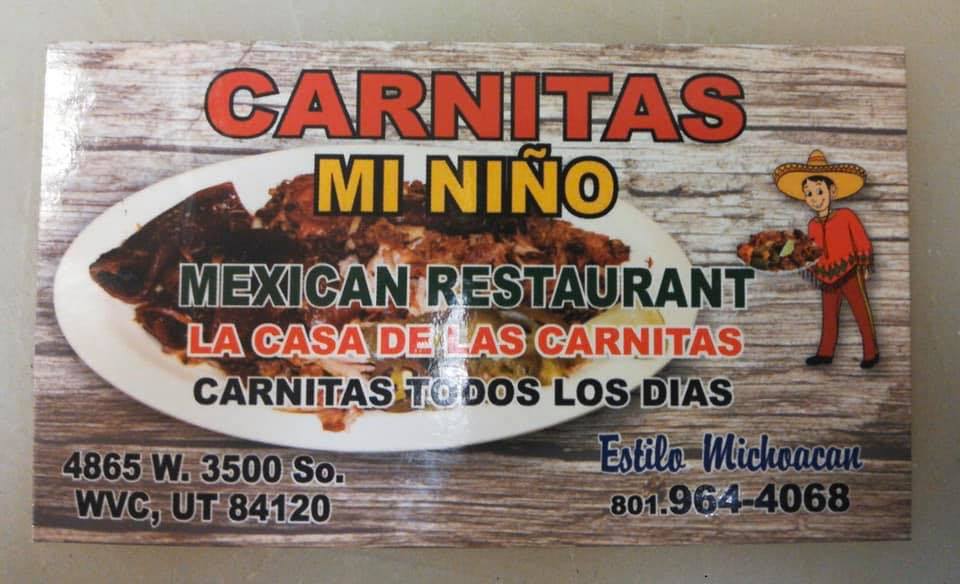 CARNITAS
MI NIÑO
MEXICAN RESTAURANT
LA CASA DE LAS CARNITAS
CARNITAS TODOS LOS DIAS
4865 W. 3500 So.
WVC, UT 84120
Estilo Michoacan
801.964-4068